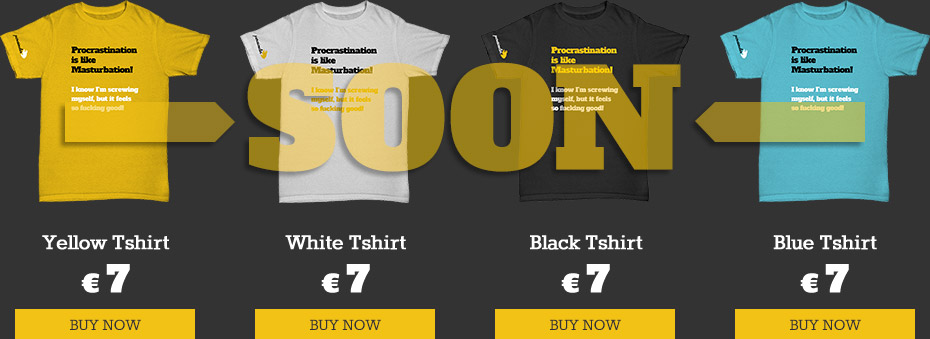 Procrastination
is like
Masturbation!
I know I'm screwing
myself, but it feels
so fucking good!
Procrastination
is like
Masturbation!
I know I'm screwing
myself, but it feels
so fucking good!
Procrastination
is like
Masturbation!
I know I'm screwing
myself, but it feels
so fucking good!
Procrastination
is like
Masturbation!
I know I'm screwing
myself, but it feels
so fucking good!
SOON
Yellow Tshirt
White Tshirt
Black Tshirt
Blue Tshirt
€ 7
€ 7
€ 7
€ 7
BUY NOW
BUY NOW
BUY NOW
BUY NOW